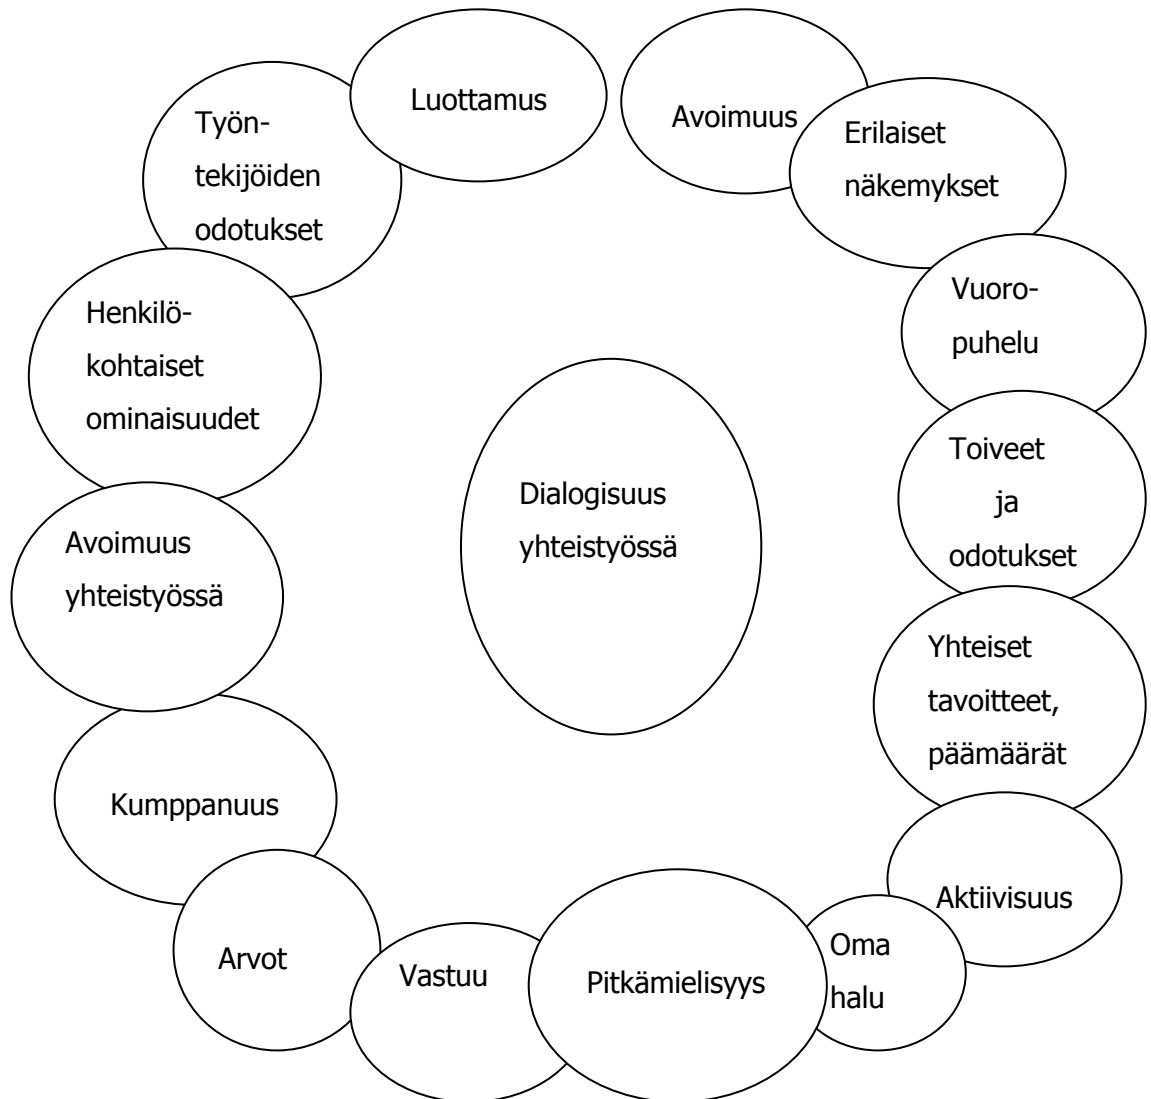 Luottamus
Avoimuus
Työn-
tekijöiden
odotukset
Erilaiset
näkemykset
Henkilö-
kohtaiset
ominaisuudet
Vuoro-
puhelu
Dialogisuus
yhteistyössä
Toiveet
ja
odotukset
Avoimuus
yhteistyössä
Yhteiset
tavoitteet,
päämäärät
Kumppanuus
Aktiivisuus
Arvot
Vastuu
Pitkämielisyys
Oma
halu